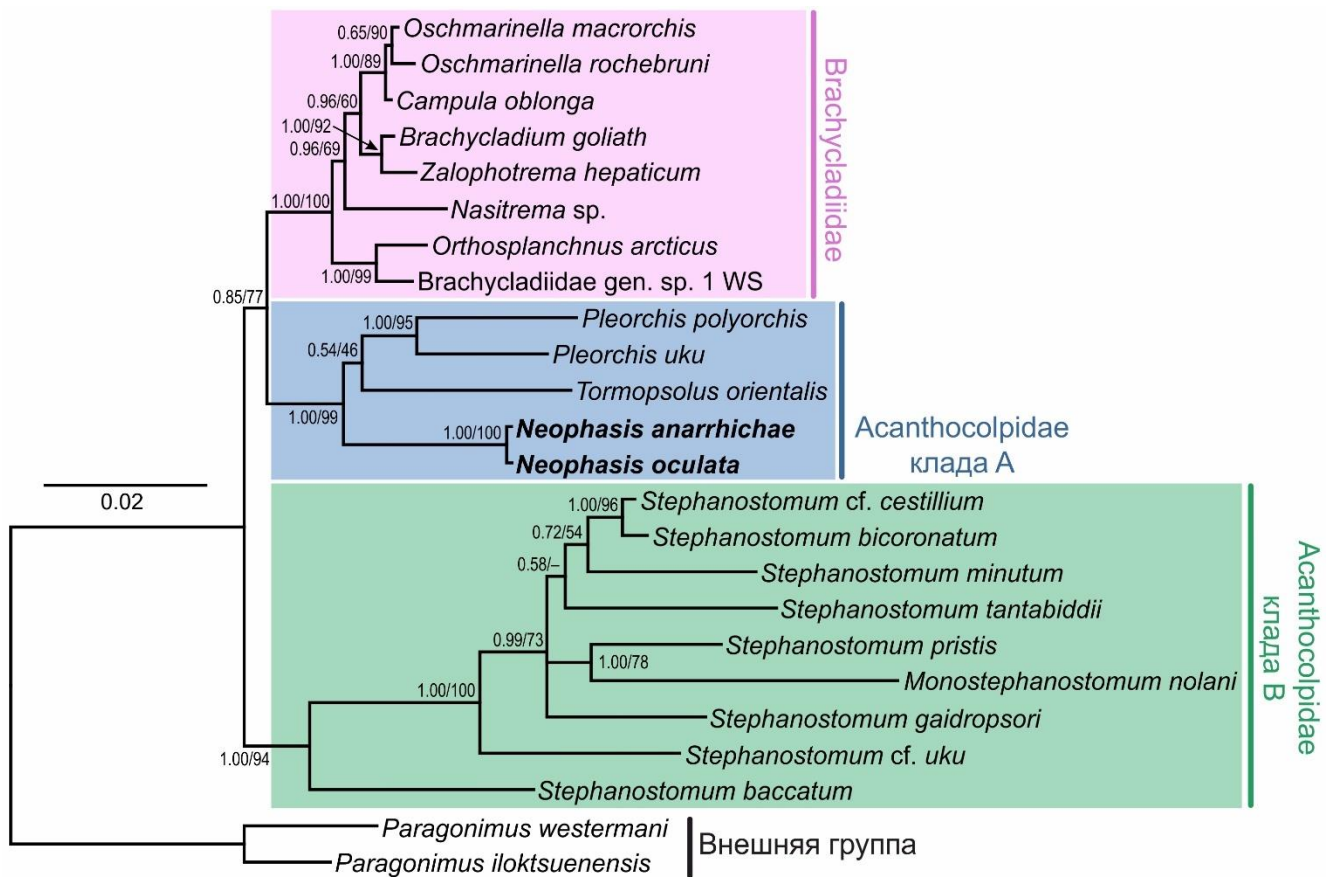 0.65/90
Oschmarinella macrorchis
1.00/89
Oschmarinella rochebruni
0.96/60
Campula oblonga
1.00/92
Brachycladium goliath
0.96/69
Zalophotrema hepaticum
1.00/100
Nasitrema sp.
Orthosplanchnus arcticus
1.00/99
Brachycladiidae gen. sp. 1 WS
Brachycladiidae
0.85/77
1.00/95
Pleorchis polyorchis
0.54/46
Pleorchis uku
Tormopsolus orientalis
1.00/99
1.00/100
Neophasis anarrhichae
Neophasis oculata
Acanthocolpidae
клада A
0.02
1.00/96
Stephanostomum cf. cestillium
0.72/54
Stephanostomum bicoronatum
0.58/–
Stephanostomum minutum
Stephanostomum tantabiddii
0.99/73
Stephanostomum pristis
1.00/78
Monostephanostomum nolani
1.00/100
Stephanostomum gaidropsori
Stephanostomum cf. uku
1.00/94
Stephanostomum baccatum
Acanthocolpidae
клада B
Paragonimus westermani
Paragonimus iloktsuenensis
Внешняя группа